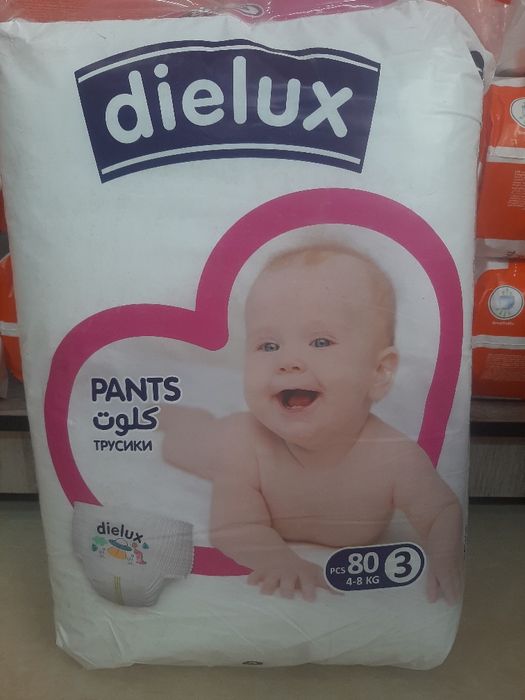 dielux
PANTS
كلوت
ТРУСИКИ
dielux
PCS 80 3
4-8 KG